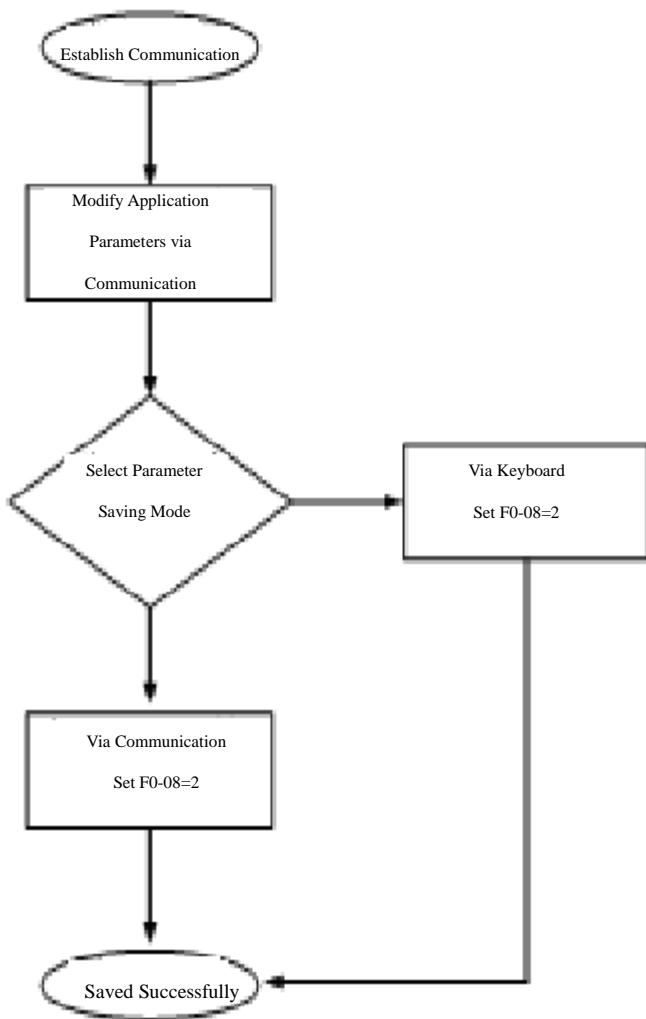 Establish Communication
Modify Application
Parameters via
Communication
Select Parameter
Saving Mode
Via Keyboard
Set F0-08=2
Via Communication
Set F0-08=2
Saved Successfully